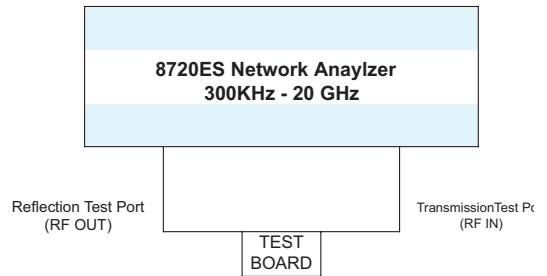 8720ES Network Anaylzer
300KHz - 20 GHz
Reflection Test Port
(RF OUT)
TransmissionTest Po
(RF IN)
TEST
BOARD